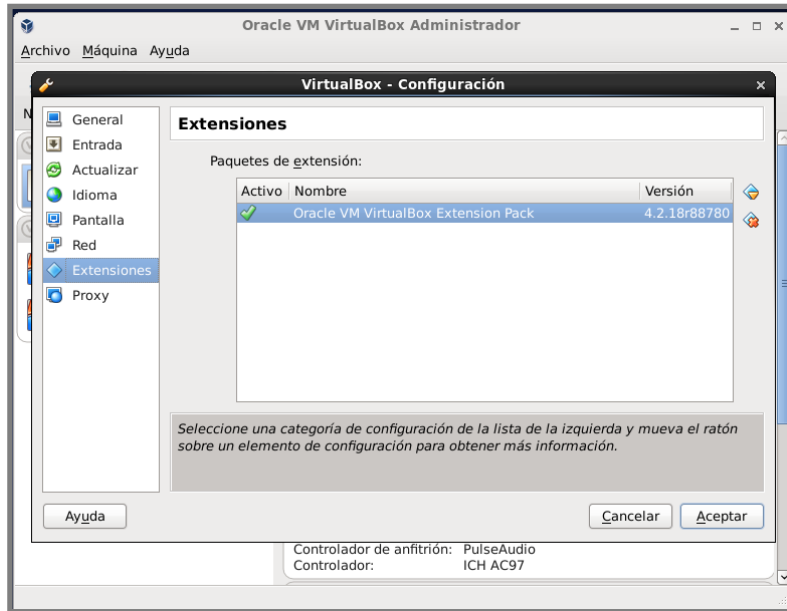 Oracle VM VirtualBox Administrador
Archivo Máquina Ayuda
VirtualBox - Configuración
N
General
Entrada
Actualizar
Idioma
Pantalla
Red
Extensiones
Proxy
Extensiones
Paquetes de extensión:
Activo Nombre Versión
Oracle VM VirtualBox Extension Pack 4.2.18r88780
Seleccione una categoría de configuración de la lista de la izquierda y mueva el ratón
sobre un elemento de configuración para obtener más información.
Ayuda Cancelar Aceptar
Controlador de anfitrión: PulseAudio
Controlador: ICH AC97